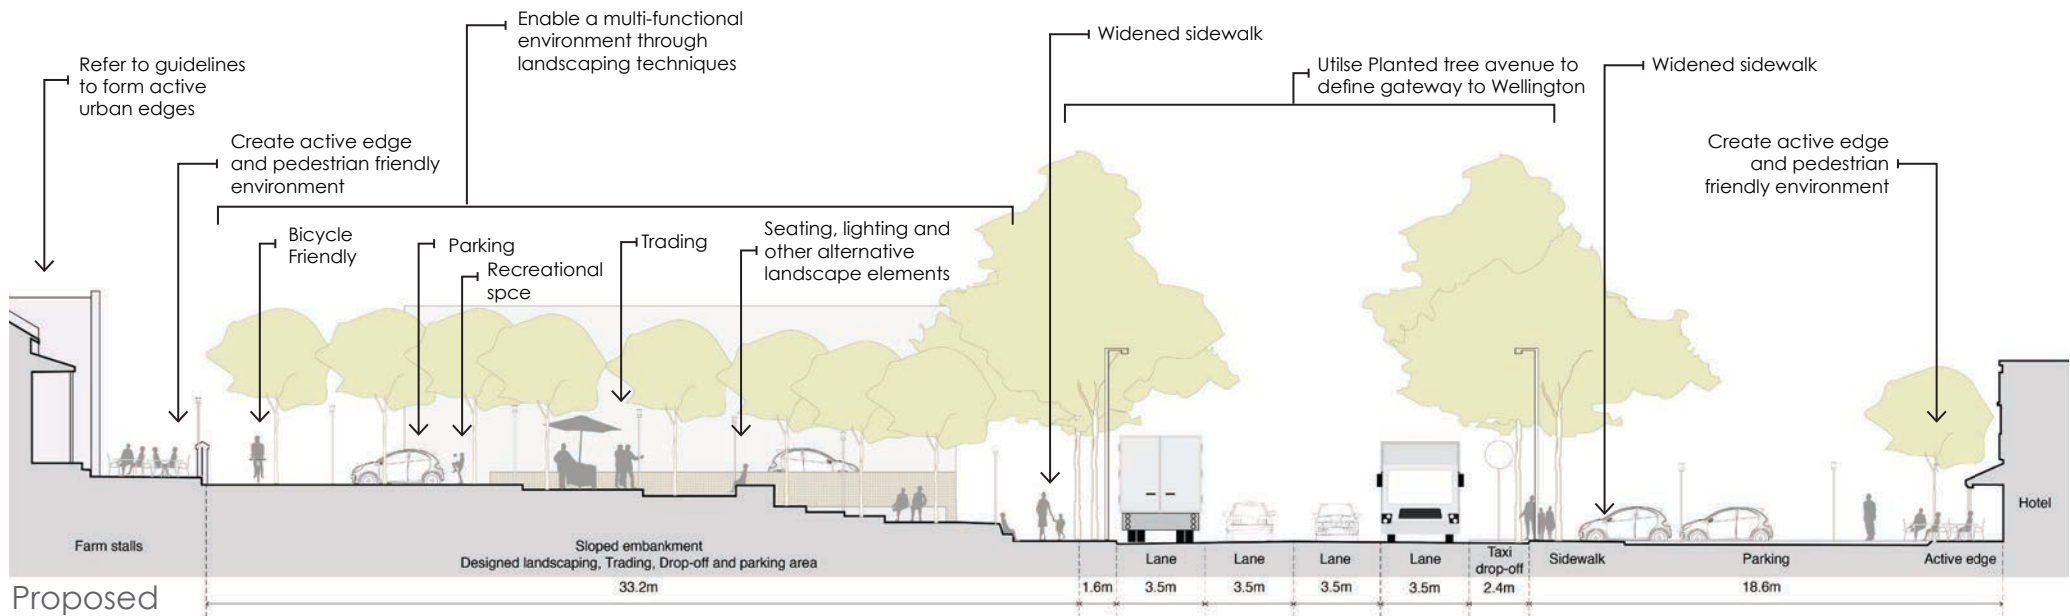 Enable a multi-functional
environment through
landscaping techniques
Refer to guidelines
to form active
urban edges
Widened sidewalk
Utilse Planted tree avenue to
define gateway to Wellington
Widened sidewalk
Create active edge
and pedestrian friendly
environment
Create active edge
and pedestrian
friendly environment
Bicycle
Friendly
Parking
Recreational
spce
Trading
Seating, lighting and
other alternative
landscape elements
Hotel
Farm stalls
Sloped embankment
Designed landscaping, Trading, Drop-off and parking area
Lane
Lane
Lane
Lane
Taxi
drop-off
Sidewalk
Parking
Active edge
33.2m
1.6m
3.5m
3.5m
3.5m
3.5m
2.4m
18.6m
Proposed